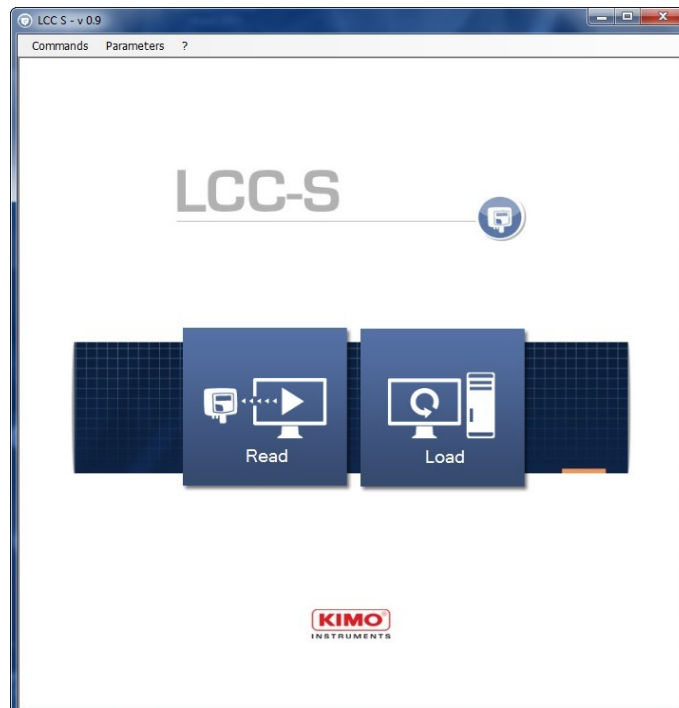 LCC S - v 0.9
Commands Parameters ?
LCC-S
Read Load
KIMO®
INSTRUMENTS